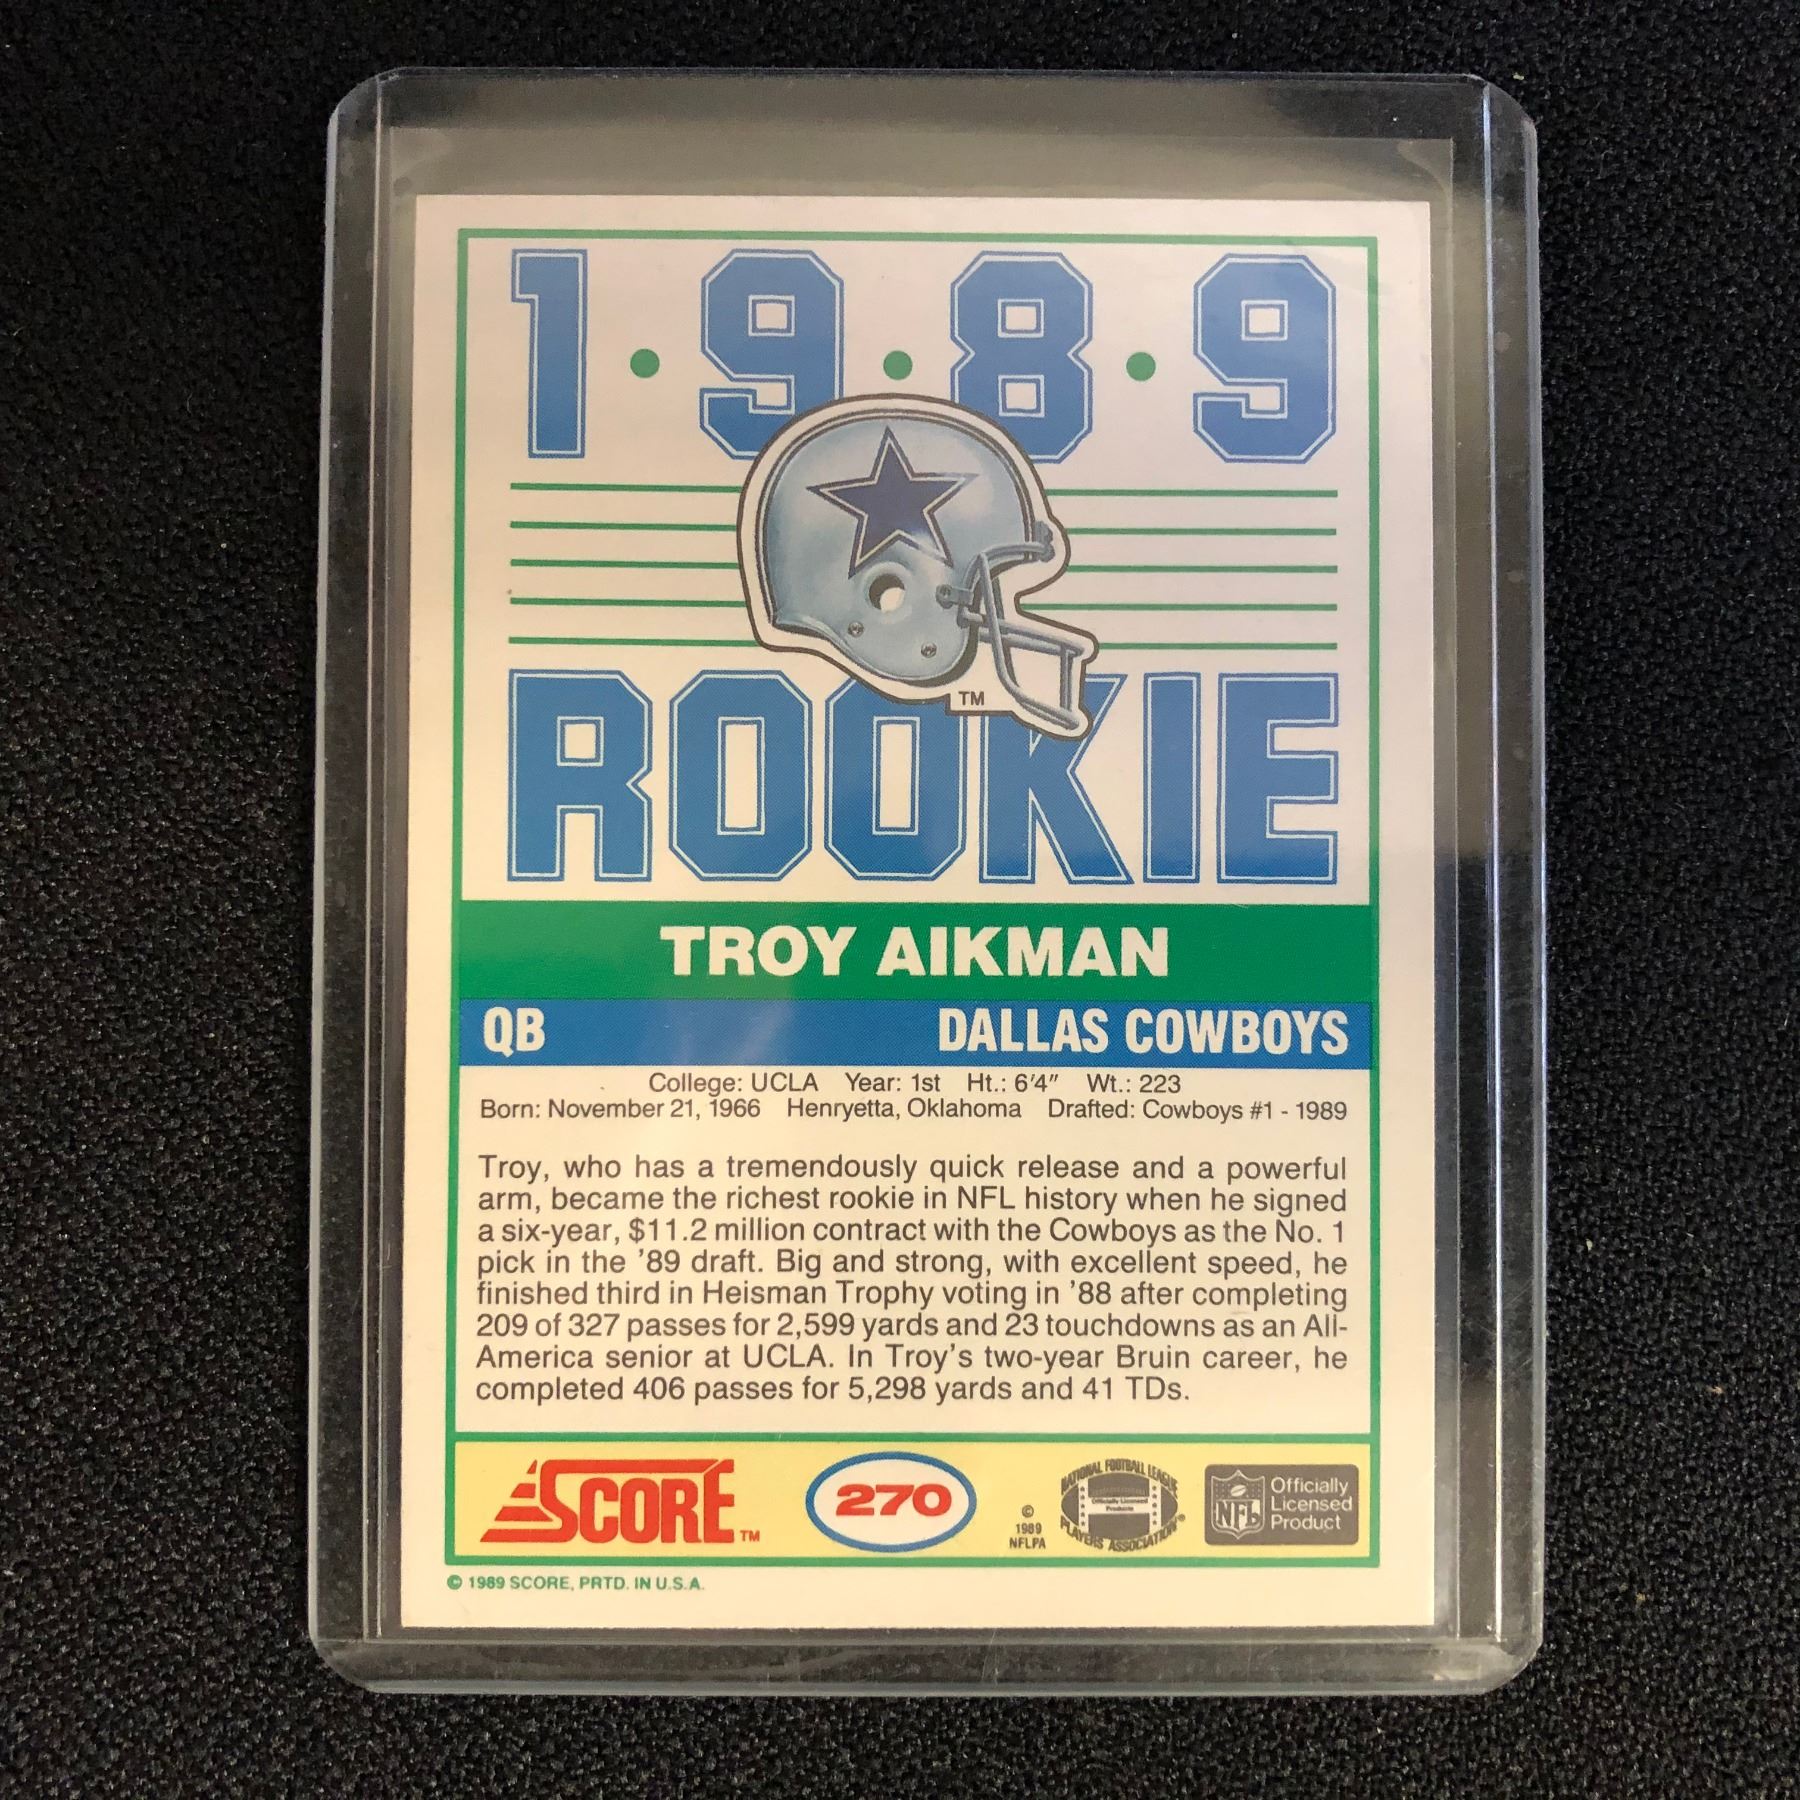 1•9•8•9
TM
ROOKIE
TROY AIKMAN
QB DALLAS COWBOYS
College: UCLA Year: 1st Ht.: 6'4" Wt.: 223
Born: November 21, 1966 Henryetta, Oklahoma Drafted: Cowboys #1 - 1989
Troy, who has a tremendously quick release and a powerful
arm, became the richest rookie in NFL history when he signed
a six-year, $11.2 million contract with the Cowboys as the No. 1
pick in the '89 draft. Big and strong, with excellent speed, he
finished third in Heisman Trophy voting in '88 after completing
209 of 327 passes for 2,599 yards and 23 touchdowns as an All-
America senior at UCLA. In Troy's two-year Bruin career, he
completed 406 passes for 5,298 yards and 41 TDs.
SCORE TM
270
©
1989
NFLPA
NATIONAL FOOTBALL LEAGUE
Officially Licensed
Products
PLAYERS ASSOCIATION ®
NFL
Officially
Licensed
Product
© 1989 SCORE, PRTD. IN U.S.A.